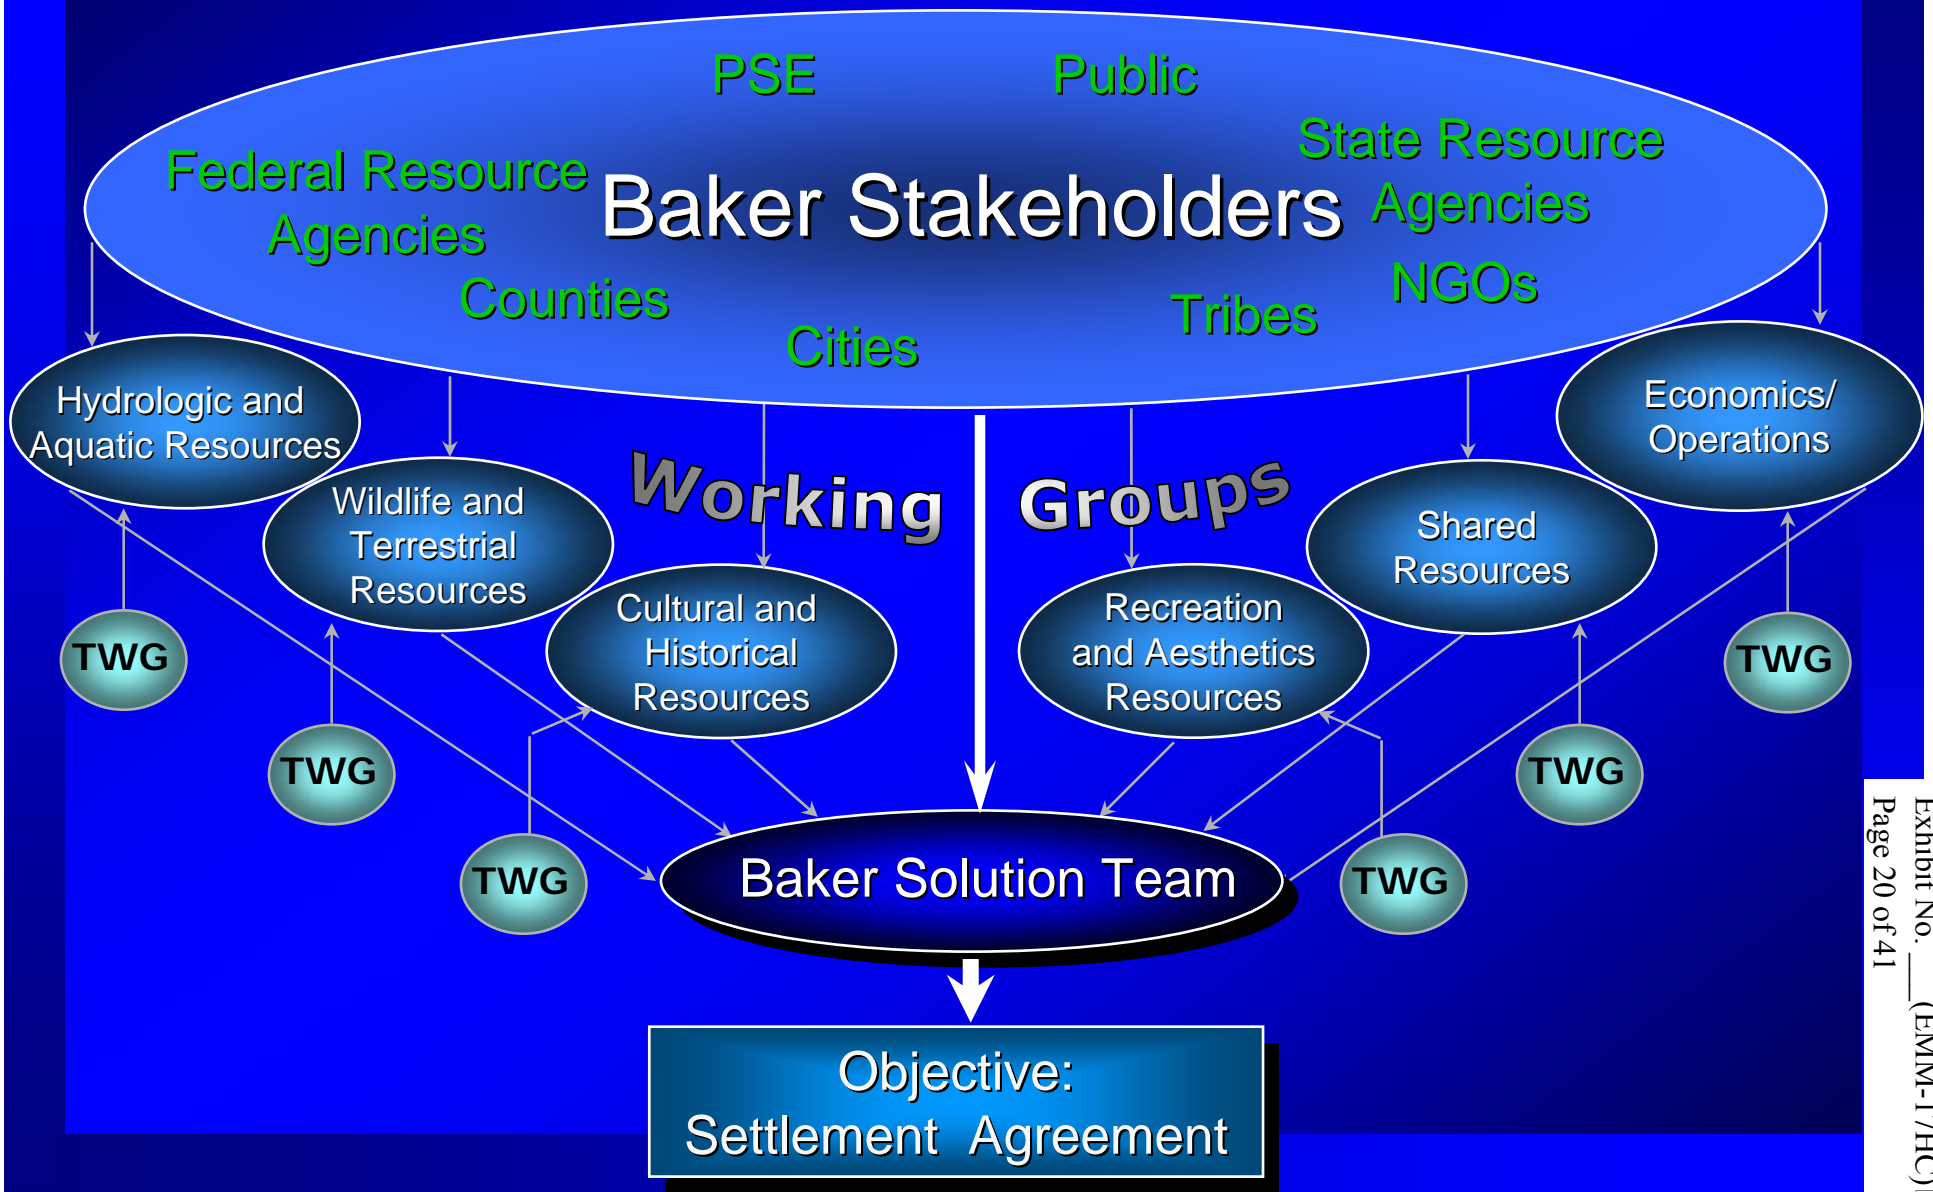 PSE
Public
Federal Resource
Agencies
Baker Stakeholders
State Resource
Agencies
Counties
Cities
Tribes
NGOs
Hydrologic and
Aquatic Resources
Wildlife and
Terrestrial
Resources
Cultural and
Historical
Resources
Working Groups
Recreation
and Aesthetics
Resources
Shared
Resources
Economics/
Operations
TWG
TWG
TWG
TWG
TWG
TWG
Baker Solution Team
Objective:
Settlement Agreement
Exhibit No. ____(EMM-17HC)
Page 20 of 41